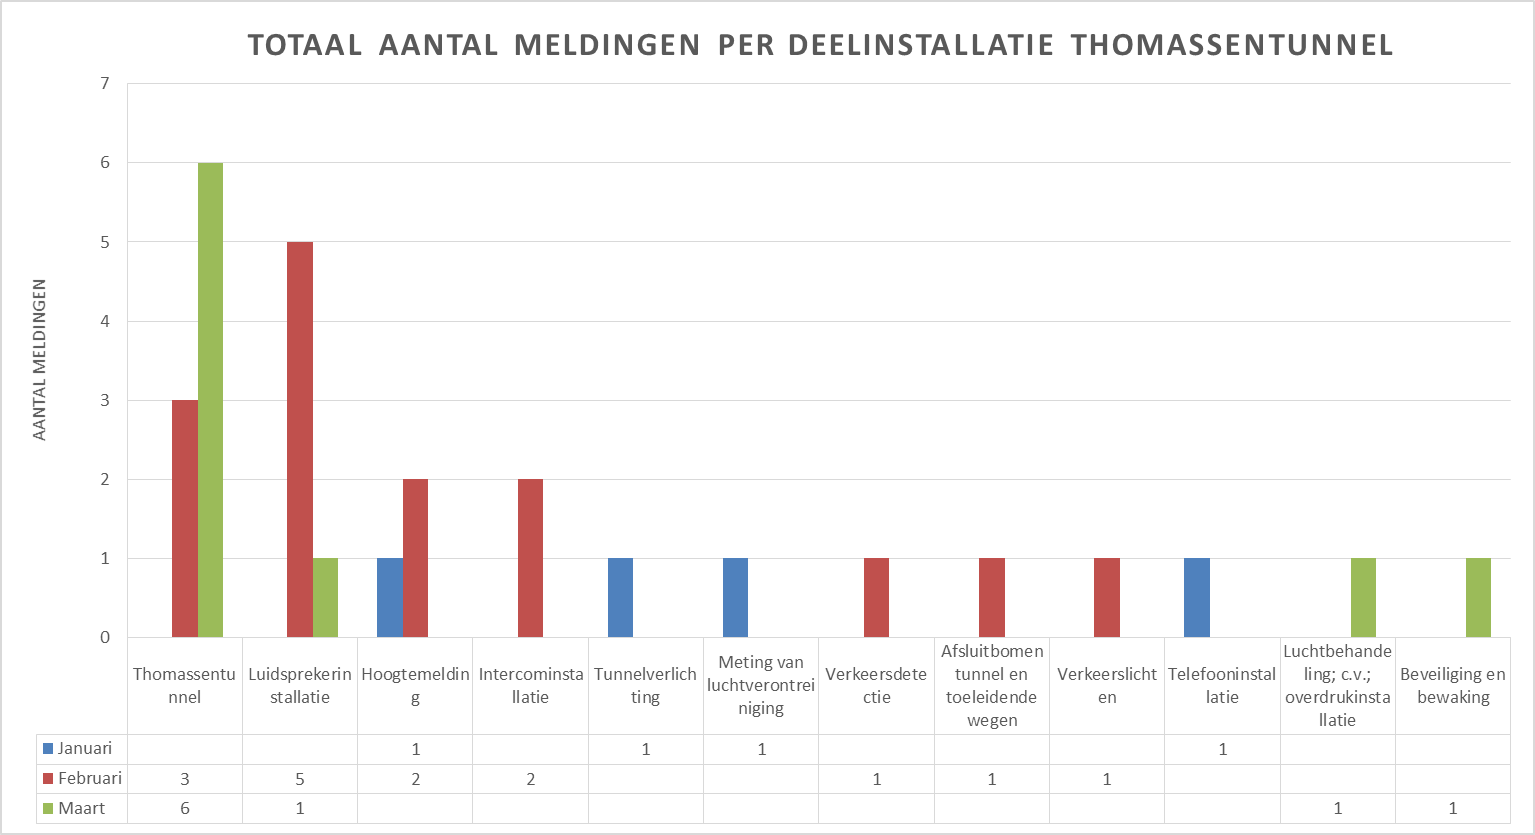 TOTAAL AANTAL MELDINGEN PER DEELINSTALLATIE THOMASSENTUNNEL
7
6
5
4
3
2
1
0
AANTAL MELDINGEN
Thomassentu
nnel
Luidsprekerin
stallatie
Hoogtemeldin
g
Intercominsta
llatie
Tunnelverlich
ting
Meting van
luchtverontrei
niging
Verkeersdete
ctie
Afsluitbomen
tunnel en
toeleidende
wegen
Verkeerslicht
en
Telefooninstal
latie
Luchtbehande
ling; c.v.;
overdrukinsta
llatie
Beveiliging en
bewaking
Januari 1 1 1 1
Februari 3 5 2 2 1 1 1
Maart 6 1 1 1